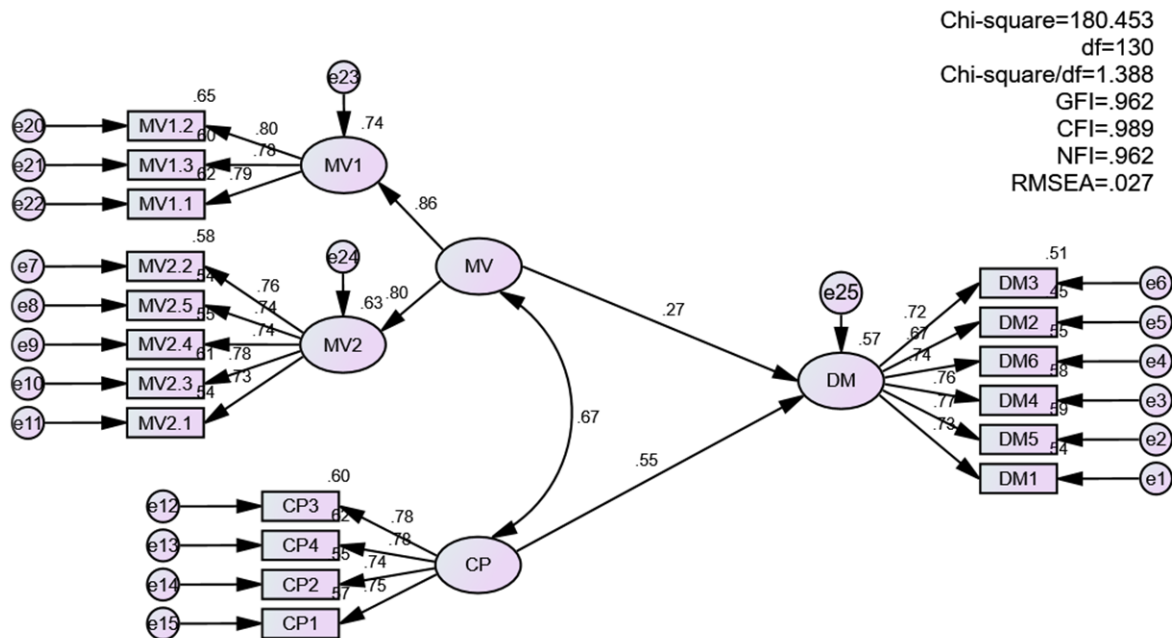 Chi-square=180.453
df=130
Chi-square/df=1.388
GFI=.962
CFI=.989
NFI=.962
RMSEA=.027
e23
.65
.74
e20
MV1.2
.80
.60
e21
MV1.3
.78
MV1
.62
.79
e22
MV1.1
.86
.58
e24
e7
MV2.2
.54
.76
MV
e8
MV2.5
.74
.63
.80
.55
e9
MV2.4
.74
MV2
.61
.78
e10
MV2.3
.73
.54
e11
MV2.1
.27
.67
.55
.60
e12
CP3
.78
.62
e13
CP4
.78
.55
.74
CP
e14
CP2
.75
.57
e15
CP1
e25
.57
DM
.51
.72
DM3
e6
.45
.67
DM2
e5
.55
.74
DM6
e4
.58
.76
DM4
e3
.59
.77
DM5
e2
.54
.73
DM1
e1